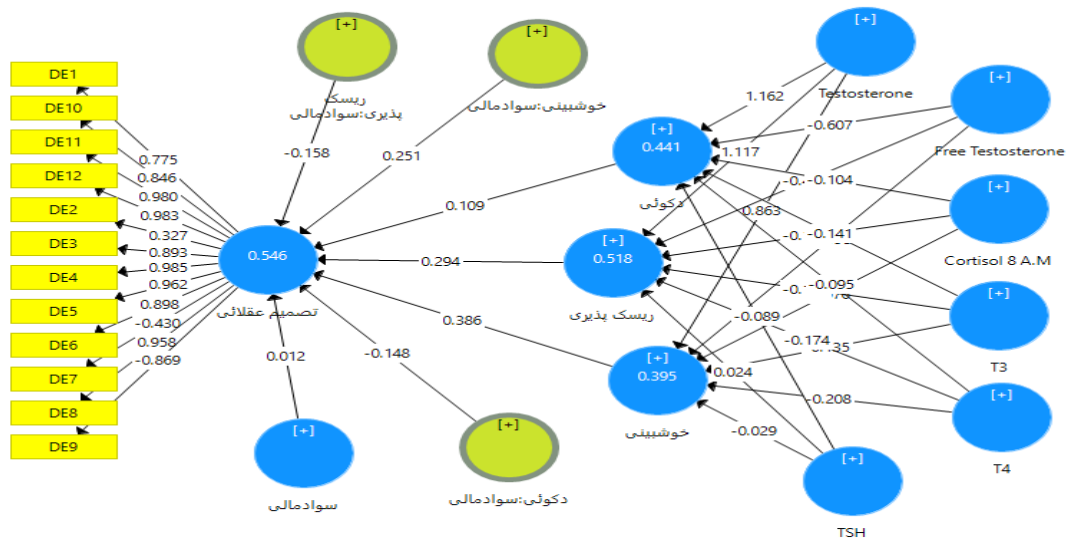 DE1
DE10
DE11
DE12
DE2
DE3
DE4
DE5
DE6
DE7
DE8
DE9
0.775
0.846
0.980
0.983
0.327
0.893
0.985
0.962
0.898
-0.430
0.958
-0.869
[+]
ریسک
پذیری:سوادمالی
-0.158
[+]
خوشبینی:سوادمالی
0.251
0.546
تصمیم عقلائی
0.109
0.294
0.386
0.012
-0.148
[+]
سوادمالی
[+]
دکوئی:سوادمالی
[+]
0.441
دکوئی
[+]
0.518
ریسک پذیری
[+]
0.395
خوشبینی
1.162
1.117
0.863
-0.607
-0.104
-0.141
-0.095
-0.089
-0.174
0.024
-0.208
-0.029
[+]
Testosterone
[+]
Free Testosterone
[+]
Cortisol 8 A.M
[+]
T3
[+]
T4
[+]
TSH